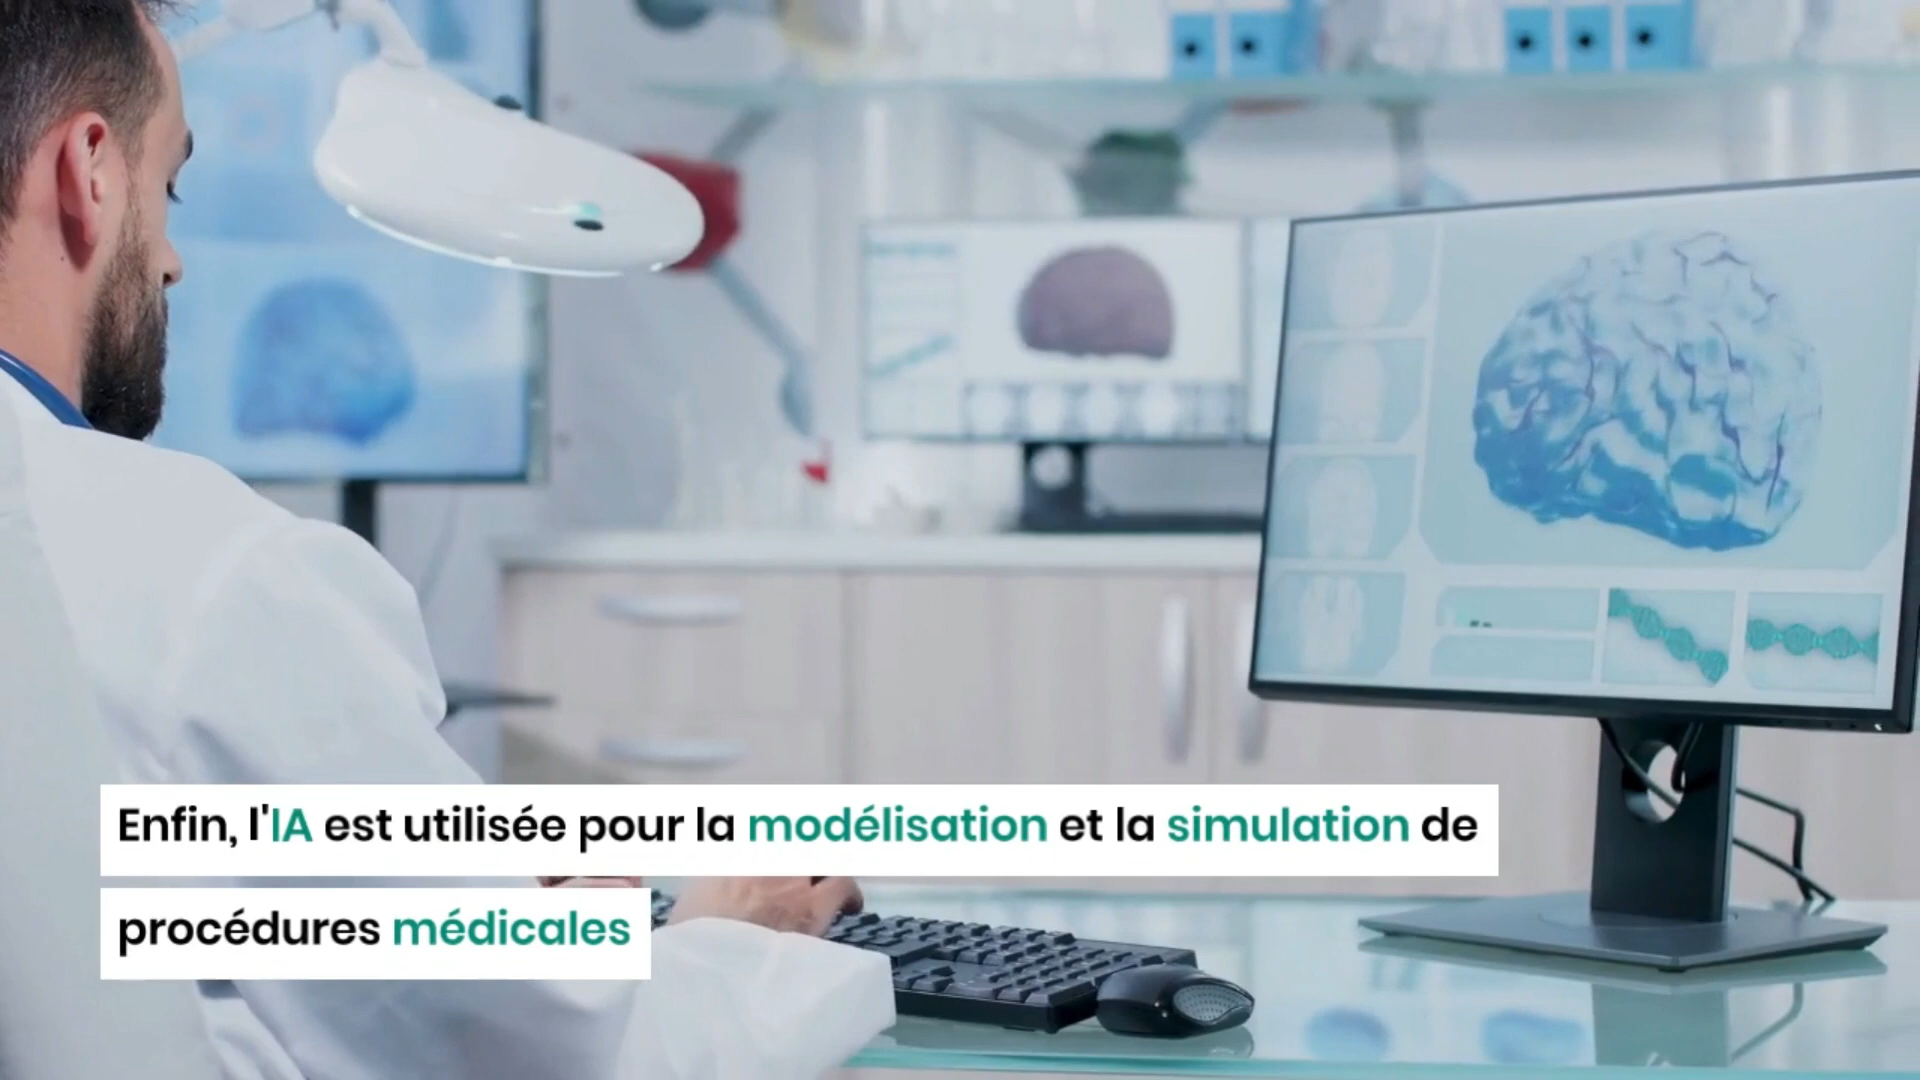 Enfin, l'IA est utilisée pour la modélisation et la simulation de
procédures médicales